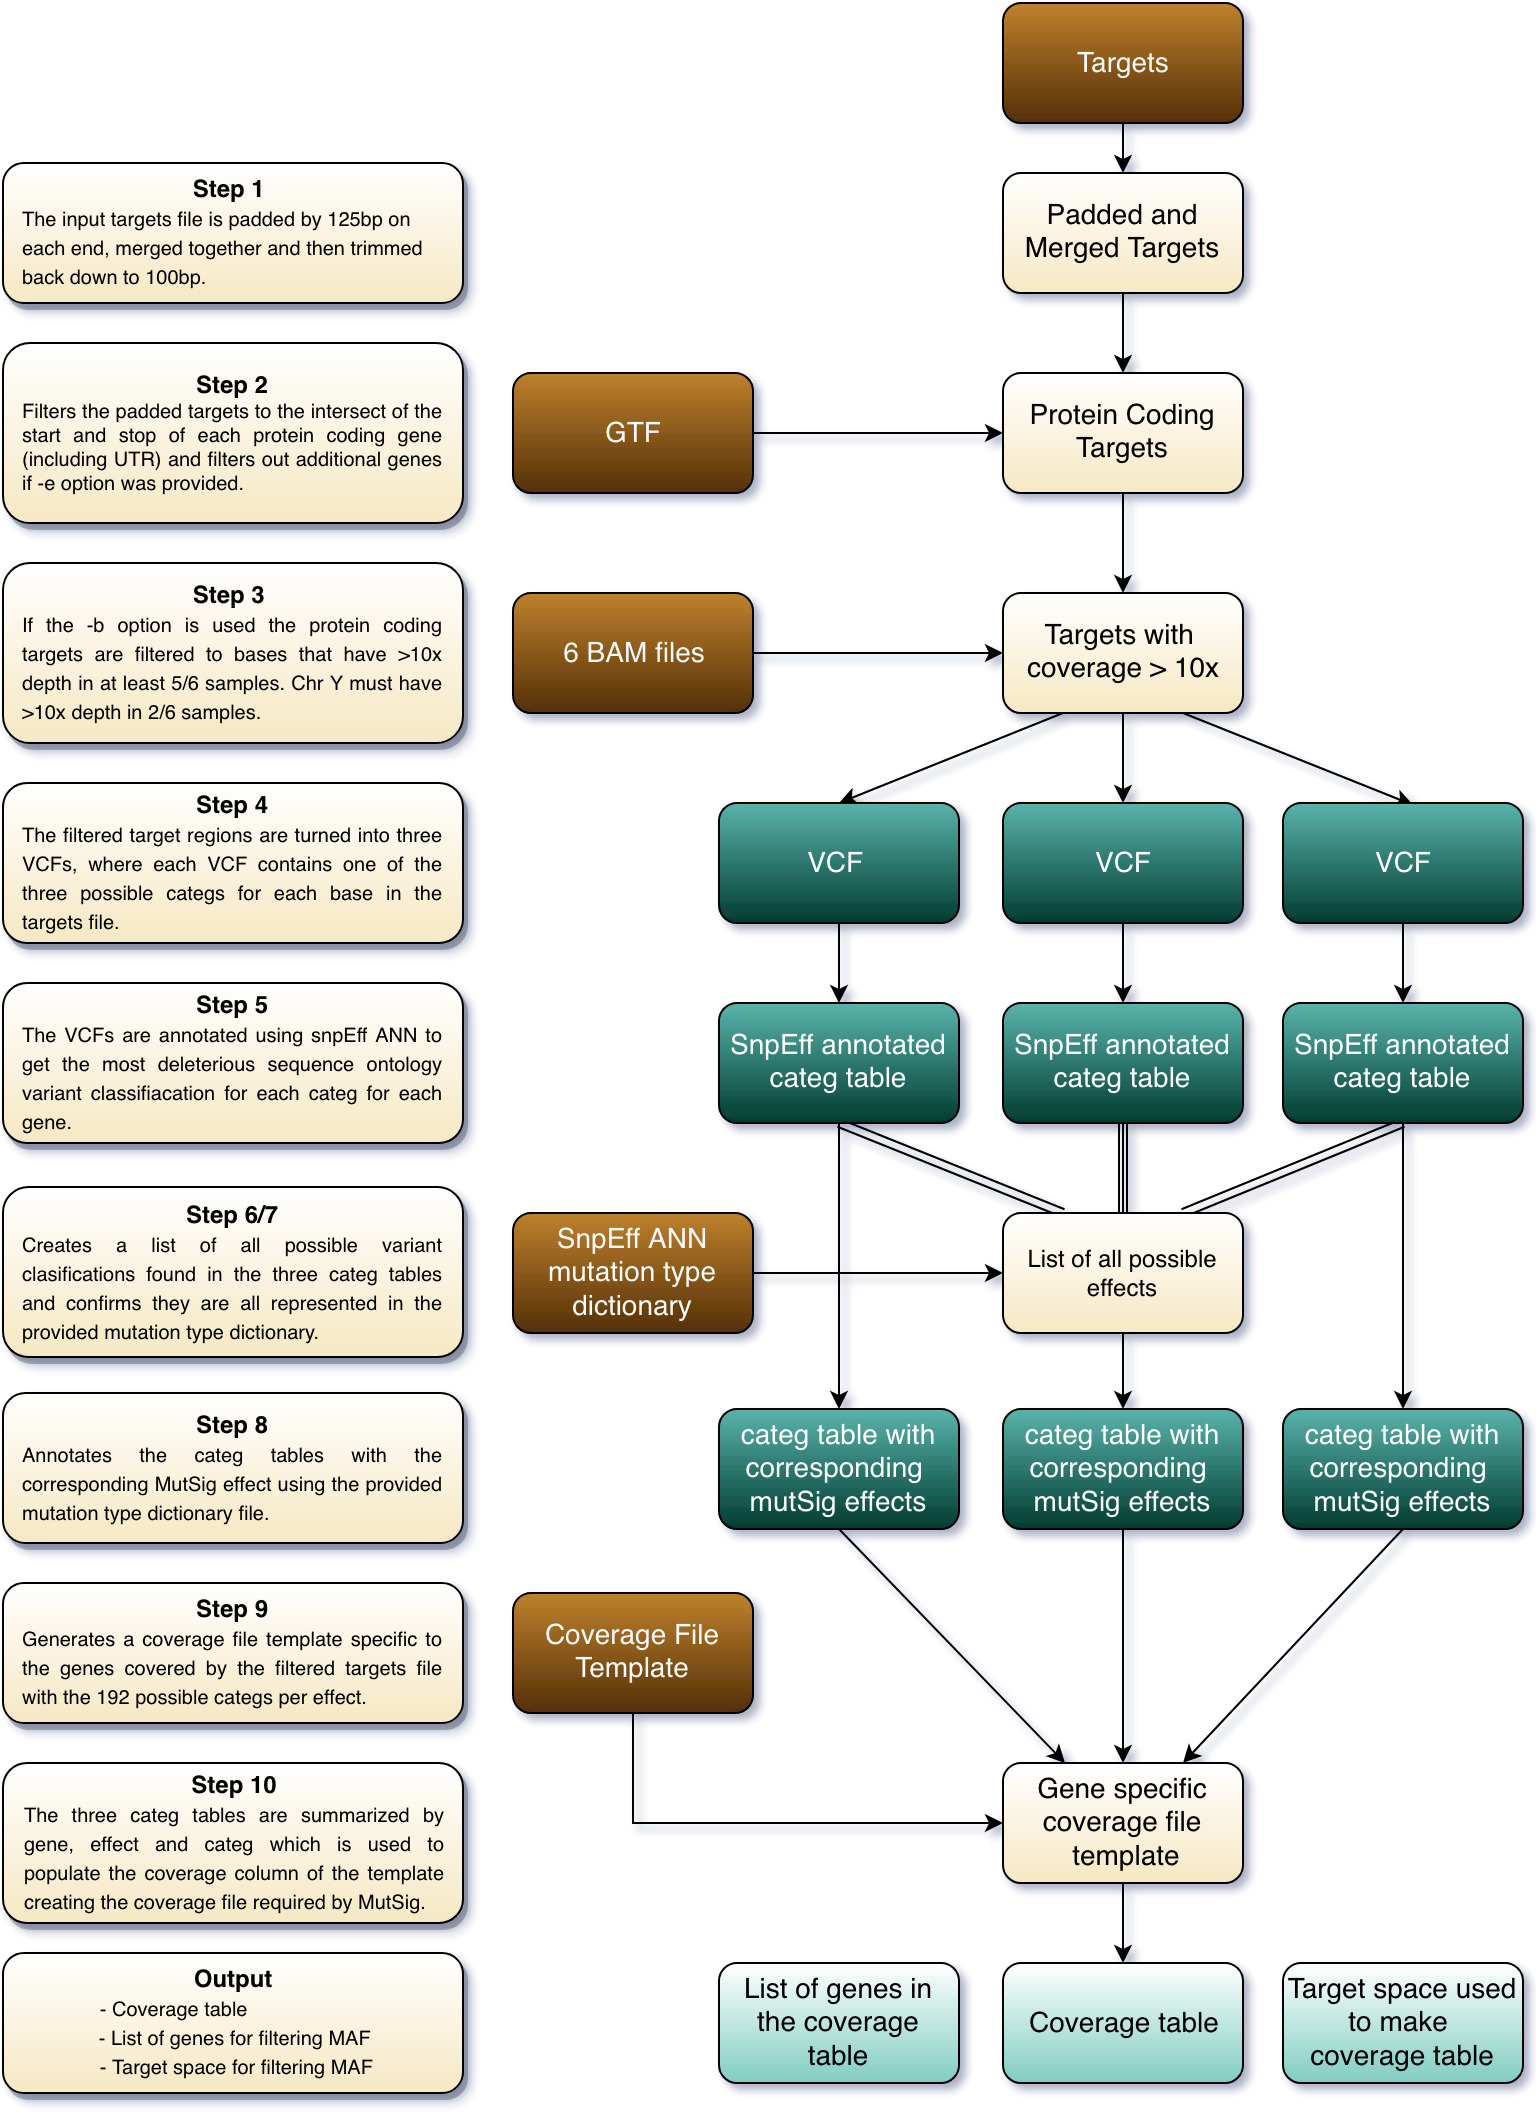 Targets
Step 1
The input targets file is padded by 125bp on
each end, merged together and then trimmed
back down to 100bp.
Padded and
Merged Targets
Step 2
Filters the padded targets to the intersect of the
start and stop of each protein coding gene
(including UTR) and filters out additional genes
if -e option was provided.
GTF
Protein Coding
Targets
Step 3
If the -b option is used the protein coding
targets are filtered to bases that have >10x
depth in at least 5/6 samples. Chr Y must have
>10x depth in 2/6 samples.
6 BAM files
Targets with
coverage > 10x
Step 4
The filtered target regions are turned into three
VCFs, where each VCF contains one of the
three possible categs for each base in the
targets file.
VCF
VCF
VCF
Step 5
The VCFs are annotated using snpEff ANN to
get the most deleterious sequence ontology
variant classifiacation for each categ for each
gene.
SnpEff annotated
categ table
SnpEff annotated
categ table
SnpEff annotated
categ table
Step 6/7
Creates a list of all possible variant
clasifications found in the three categ tables
and confirms they are all represented in the
provided mutation type dictionary.
SnpEff ANN
mutation type
dictionary
List of all possible
effects
Step 8
Annotates the categ tables with the
corresponding MutSig effect using the provided
mutation type dictionary file.
categ table with
corresponding
mutSig effects
categ table with
corresponding
mutSig effects
categ table with
corresponding
mutSig effects
Step 9
Generates a coverage file template specific to
the genes covered by the filtered targets file
with the 192 possible categs per effect.
Coverage File
Template
Step 10
The three categ tables are summarized by
gene, effect and categ which is used to
populate the coverage column of the template
creating the coverage file required by MutSig.
Gene specific
coverage file
template
Output
- Coverage table
- List of genes for filtering MAF
- Target space for filtering MAF
List of genes in
the coverage
table
Coverage table
Target space used
to make
coverage table